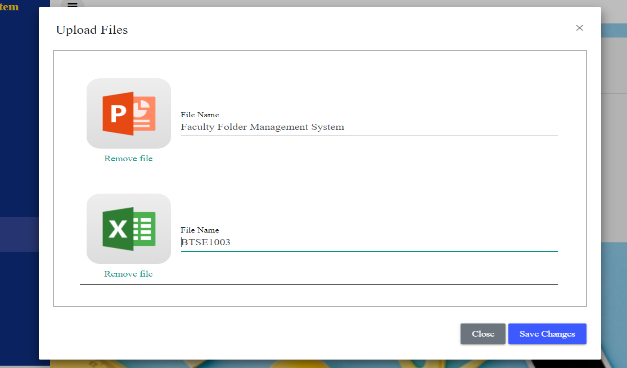 tem
Upload Files
×
P
File Name
Faculty Folder Management System
Remove file
X
File Name
BTSE1003
Remove file
Close
Save Changes